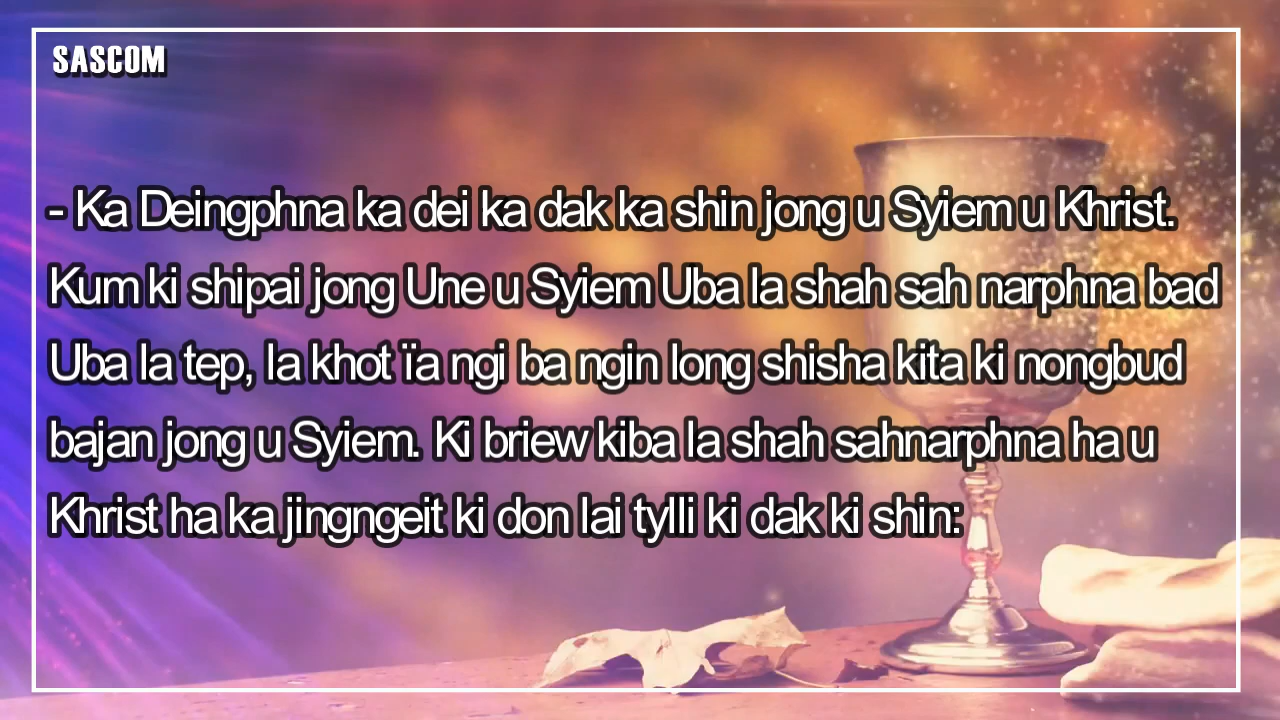 SASCOM
- Ka Deingphna ka dei ka dak ka shin jong u Syiem u Khrist.
Kum ki shipai jong Une u Syiem Uba la shah sah narphna bad
Uba la tep, la khot ïa ngi ba ngin long shisha kita ki nongbud
bajan jong u Syiem. Ki briew kiba la shah sahnarphna ha u
Khrist ha ka jingngeit ki don lai tylli ki dak ki shin: